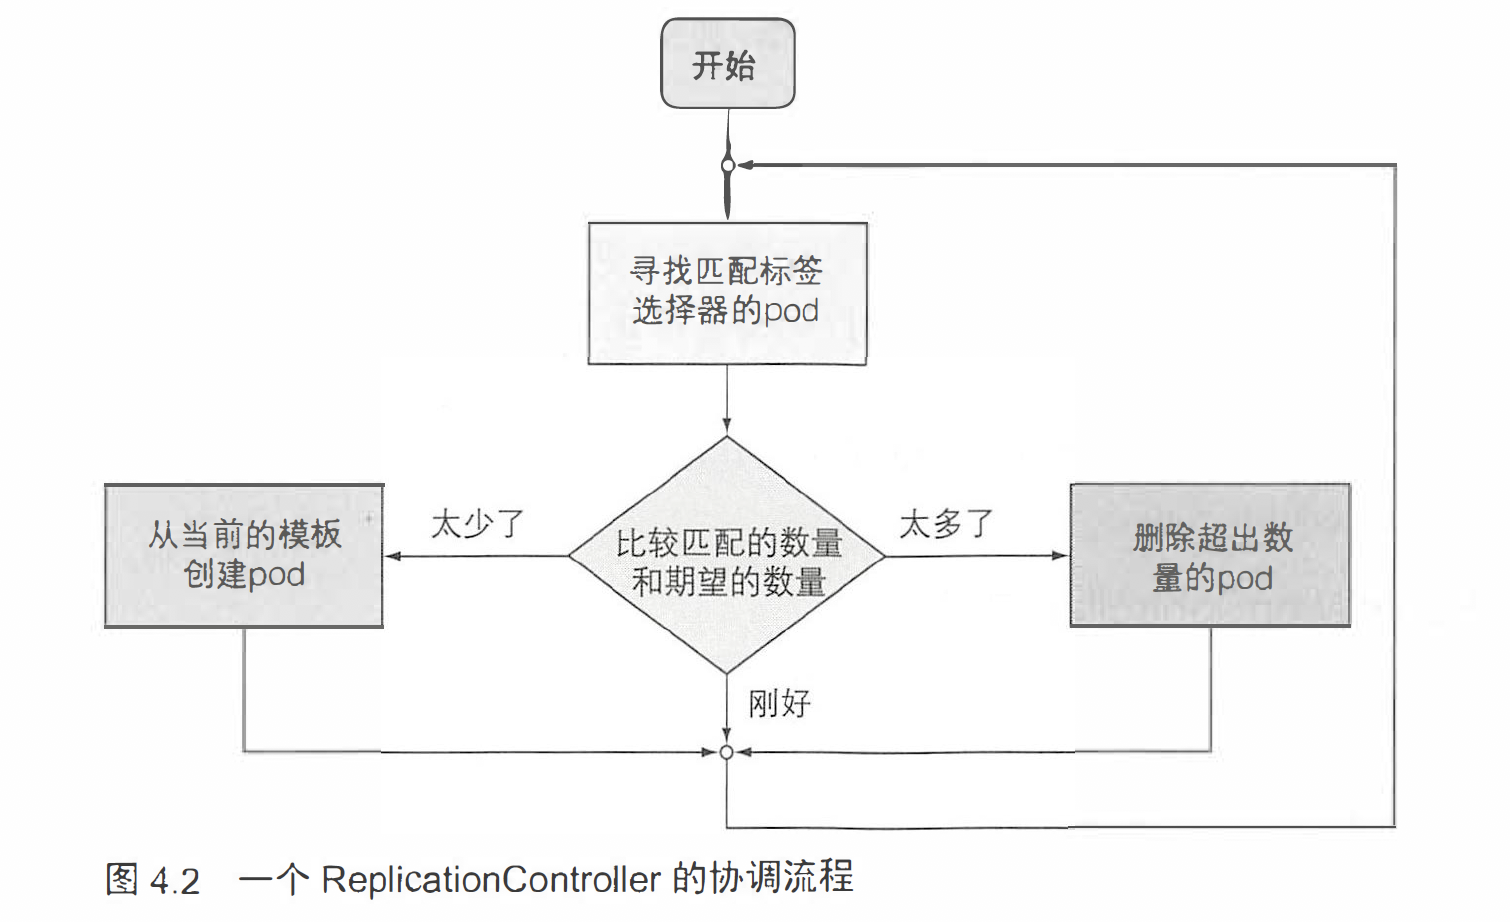 开始
寻找匹配标签
选择器的pod
太少了
太多了
从当前的模板
创建pod
比较匹配的数量
和期望的数量
删除超出数
量的pod
刚好
图 4.2 一个 ReplicationController 的协调流程